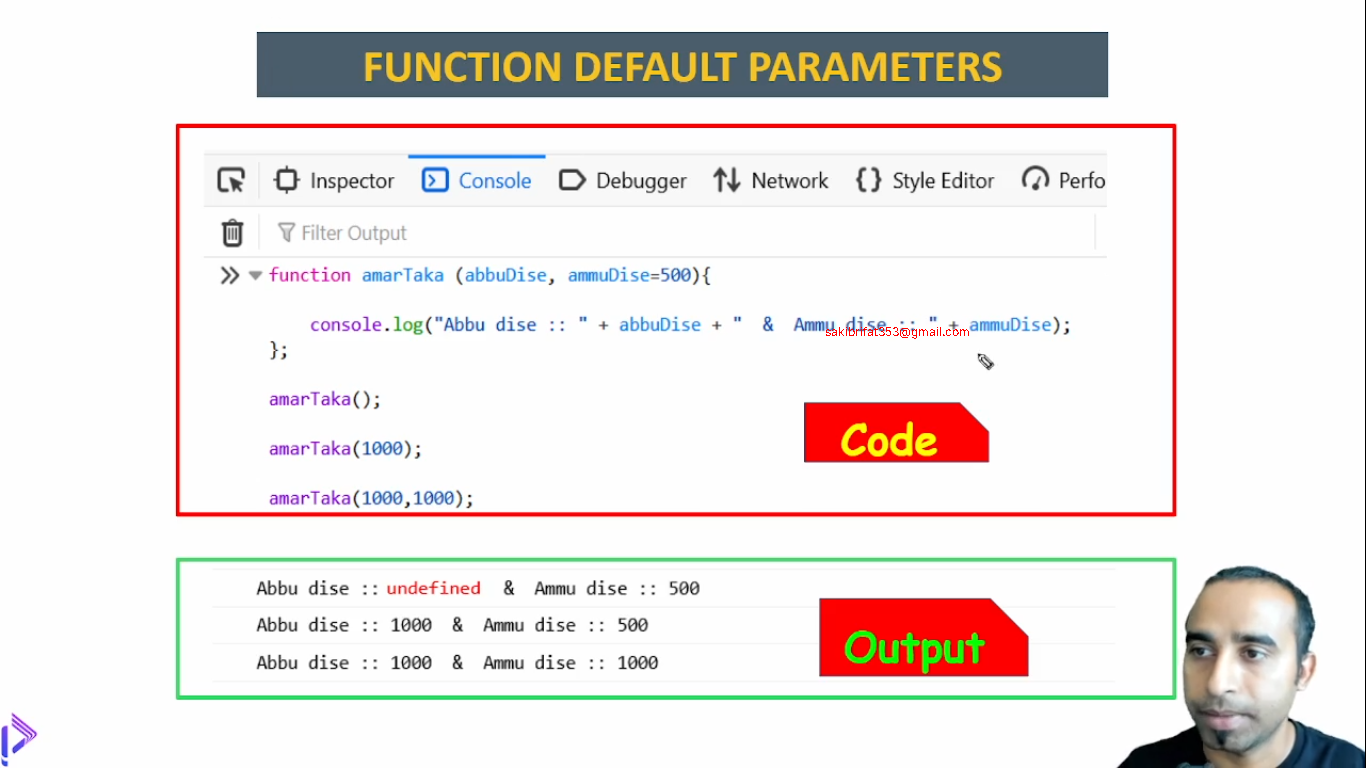 FUNCTION DEFAULT PARAMETERS
Inspector Console Debugger Network Style Editor Perfo
Filter Output
function amarTaka (abbuDise, ammuDise=500){
console.log("Abbu dise :: " + abbuDise + "  &  Ammu dise :: " + ammuDise);
sakibrifat353@gmail.com
};
amarTaka();
amarTaka(1000);
amarTaka(1000,1000);
Code
Abbu dise :: undefined  &  Ammu dise :: 500
Abbu dise :: 1000  &  Ammu dise :: 500
Abbu dise :: 1000  &  Ammu dise :: 1000
Output